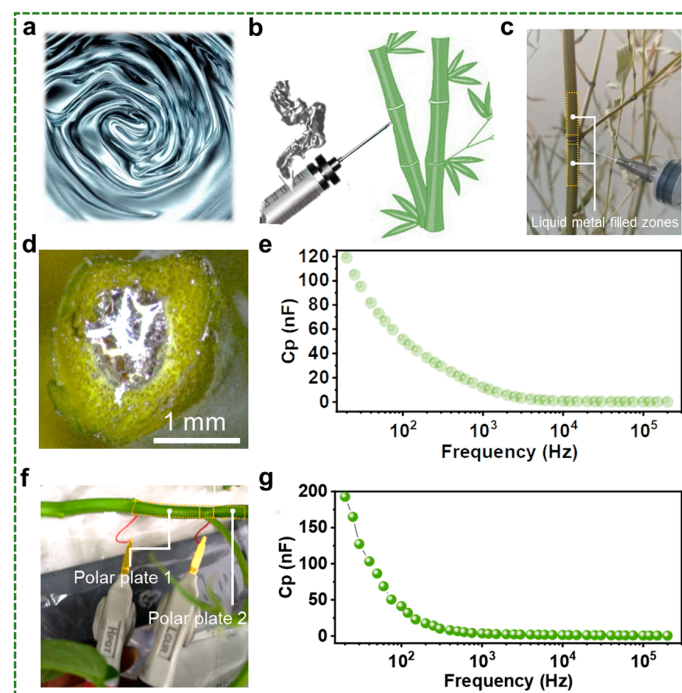 a
b
c
Liquid metal filled zones
d
1 mm
e
120
100
80
60
40
20
0
Cp (nF)
10²
10³
10⁴
10⁵
Frequency (Hz)
f
Polar plate 1
Polar plate 2
HPOT
LCUR
g
200
150
100
50
0
Cp (nF)
10²
10³
10⁴
10⁵
Frequency (Hz)